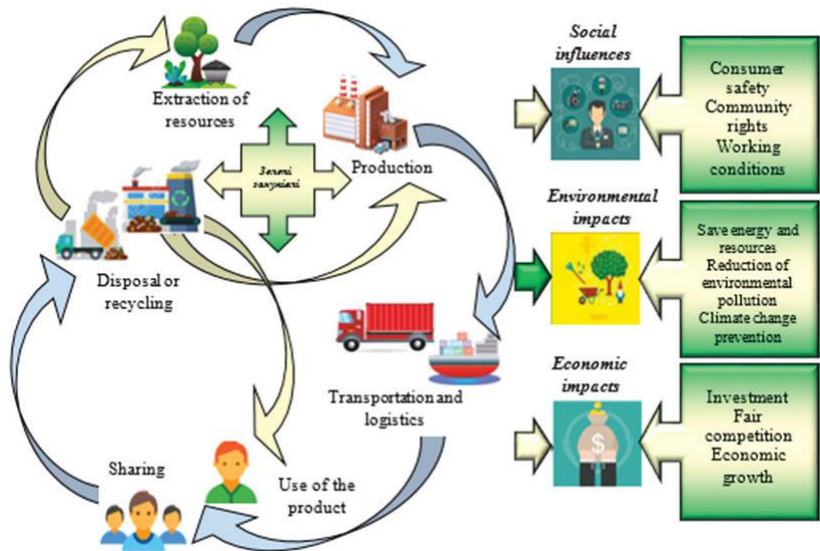 Extraction of
resources
Production
Зелені
закупівлі
Disposal or
recycling
Transportation and
logistics
Sharing
Use of the
product
Social
influences
Consumer
safety
Community
rights
Working
conditions
Environmental
impacts
Save energy and
resources
Reduction of
environmental
pollution
Climate change
prevention
Economic
impacts
$
Investment
Fair
competition
Economic
growth